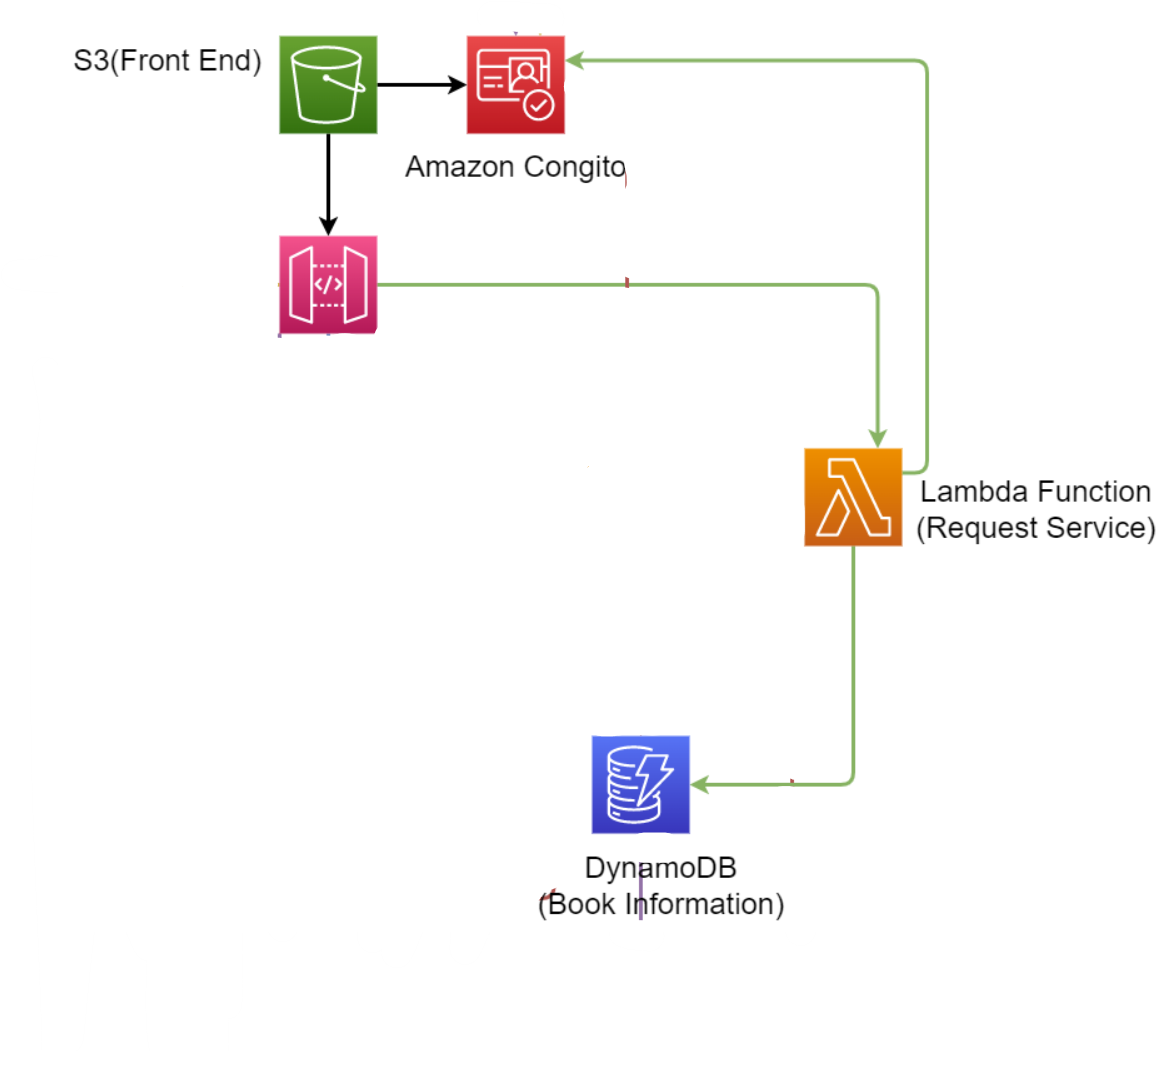 S3(Front End)
Amazon Congito
</>
Lambda Function
(Request Service)
DynamoDB
(Book Information)